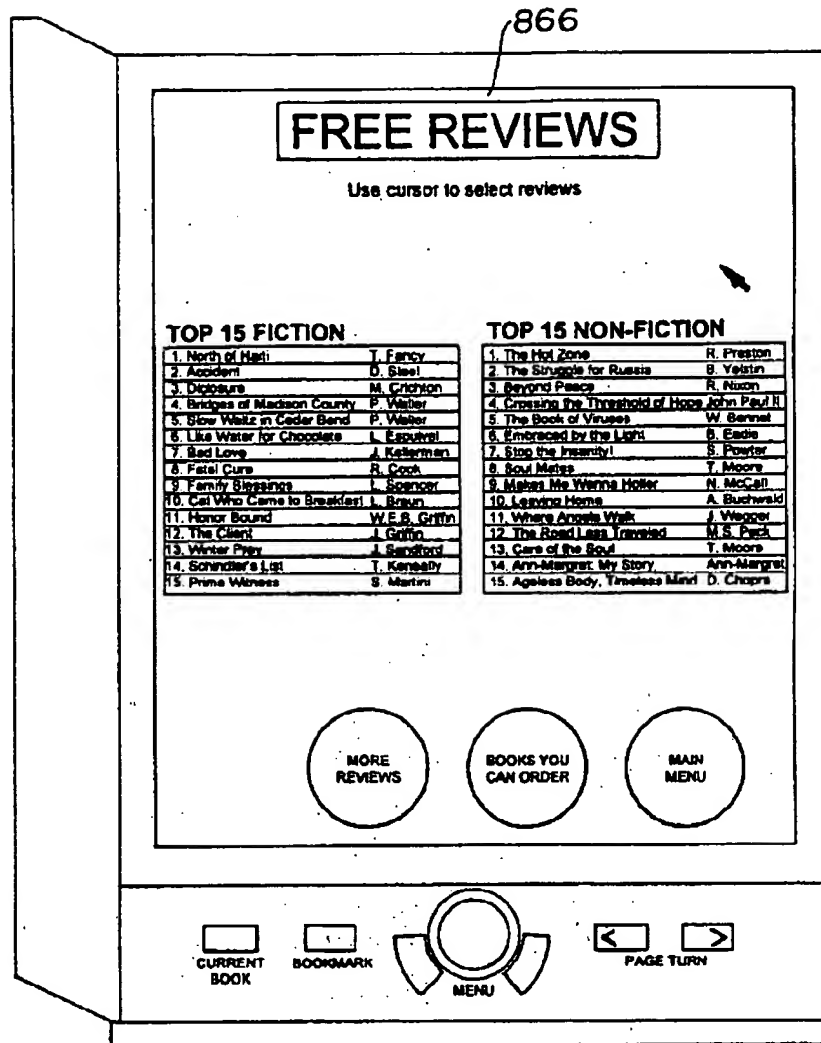 866
FREE REVIEWS
Use cursor to select reviews
TOP 15 FICTION
1. North of Haiti T. Fancy
2. Accident D. Steel
3. Diclosure M. Crichton
4. Bridges of Madison County P. Waller
5. Slow Waltz in Cedar Bend P. Waller
6. Like Water for Chocolate L. Esquivel
7. Bad Love J. Kellerman
8. Fatal Cure R. Cook
9. Family Blessings L. Spencer
10. Cat Who Came to Breakfast L. Braun
11. Honor Bound W.E.B. Griffin
12. The Client J. Griffin
13. Winter Prey J. Sandford
14. Schindler's List T. Keneally
15. Prime Witness S. Martini
TOP 15 NON-FICTION
1. The Hot Zone R. Preston
2. The Struggle for Russia B. Yelstin
3. Beyond Peace R. Nixon
4. Crossing the Threshold of Hope John Paul II
5. The Book of Viruses W. Bennet
6. Embraced by the Light B. Eadie
7. Stop the Insanity! S. Powter
8. Soul Mates T. Moore
9. Makes Me Wanna Holler N. McCall
10. Leaving Home A. Buchwald
11. Where Angels Walk J. Wegger
12. The Road Less Traveled M.S. Peck
13. Care of the Soul T. Moore
14. Ann-Margret: My Story Ann-Margret
15. Ageless Body, Timeless Mind D. Chopra
MORE
REVIEWS
BOOKS YOU
CAN ORDER
MAIN
MENU
CURRENT
BOOK
BOOKMARK
MENU
< >
PAGE TURN